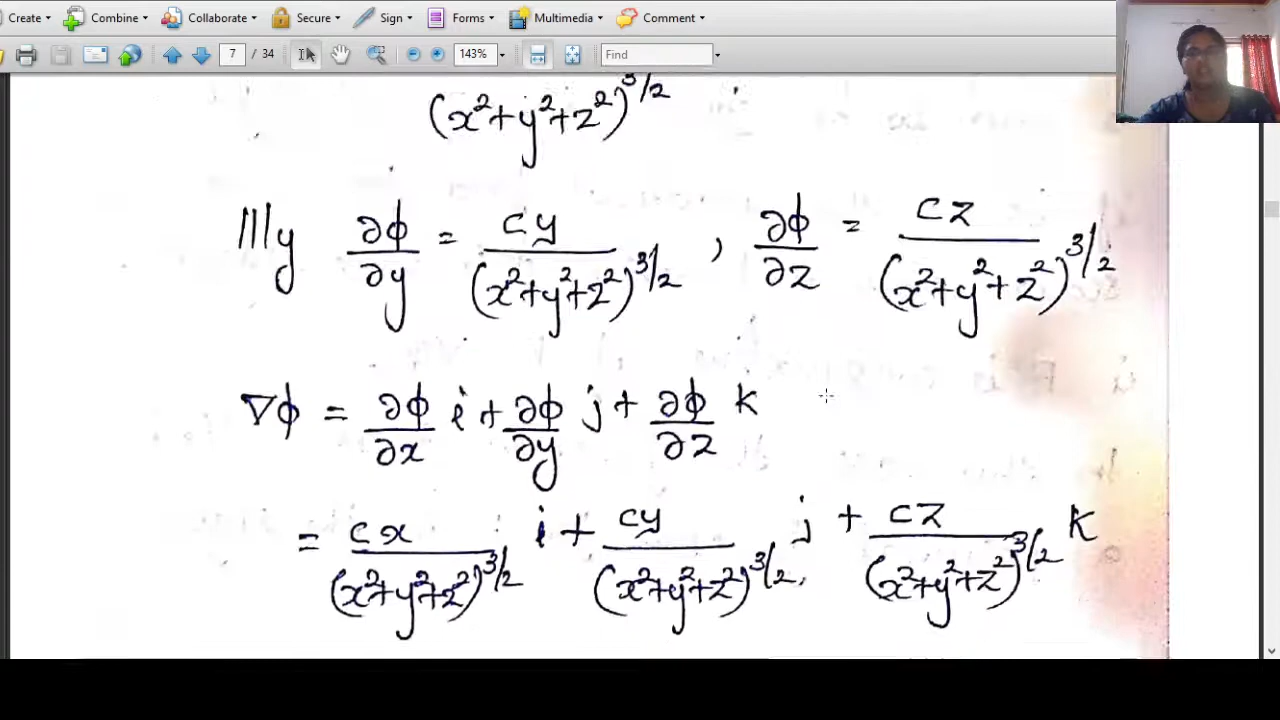 Create Combine Collaborate Secure Sign Forms Multimedia Comment
7 / 34 143% Find
(x²+y²+z²)^3/2
|||ly ∂φ/∂y = cy/(x²+y²+z²)^3/2 , ∂φ/∂z = cz/(x²+y²+z²)^3/2
∇φ = ∂φ/∂x i + ∂φ/∂y j + ∂φ/∂z k
= cx/(x²+y²+z²)^3/2 i + cy/(x²+y²+z²)^3/2 j + cz/(x²+y²+z²)^3/2 k